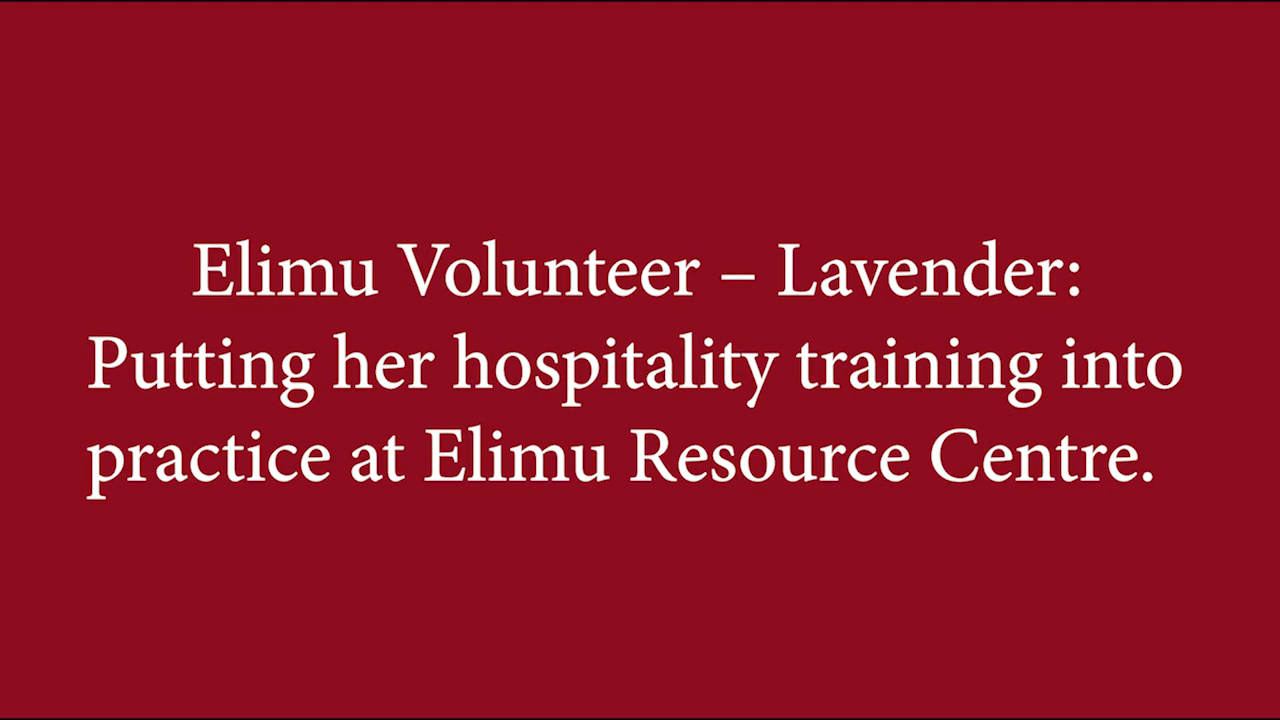 Elimu Volunteer – Lavender:
Putting her hospitality training into
practice at Elimu Resource Centre.